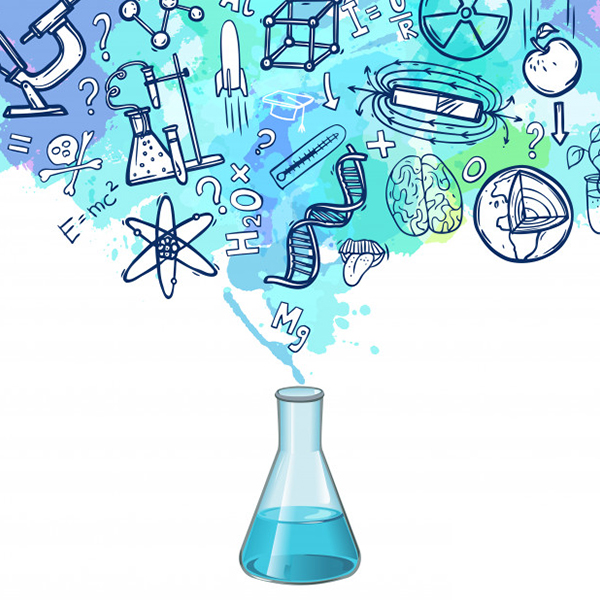 Al
I=U/R
?
=
?
+
?
E=mc²
?
H₂O×
O
Mg